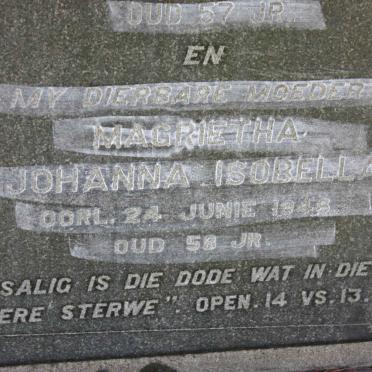 OUD 57 JR.
EN
MY DIERBARE MOEDER
MAGRIETHA
JOHANNA ISOBELLA
OORL. 24 JUNIE 1948
OUD 58 JR.
SALIG IS DIE DODE WAT IN DIE
ERE STERWE". OPEN. 14 VS. 13.